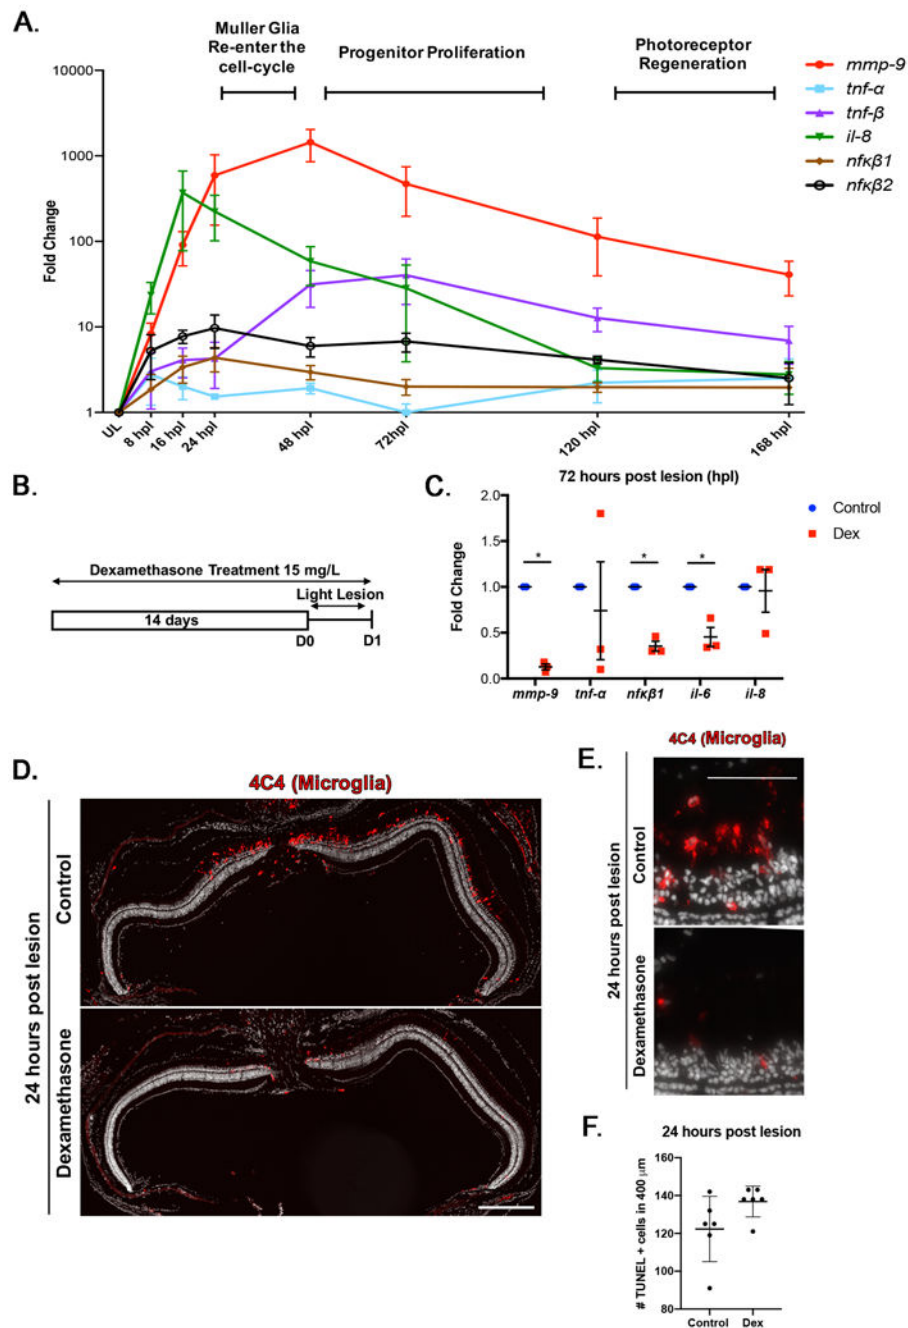 A.
Muller Glia
Re-enter the
cell-cycle
Progenitor Proliferation
Photoreceptor
Regeneration
10000
1000
100
10
1
Fold Change
UL
8 hpl
16 hpl
24 hpl
48 hpl
72hpl
120 hpl
168 hpl
mmp-9
tnf-α
tnf-β
il-8
nfκβ1
nfκβ2
B.
Dexamethasone Treatment 15 mg/L
Light Lesion
14 days
D0
D1
C.
72 hours post lesion (hpl)
2.0
1.5
1.0
0.5
0.0
Fold Change
*
*
*
mmp-9
tnf-α
nfκβ1
il-6
il-8
Control
Dex
D.
4C4 (Microglia)
24 hours post lesion
Control
Dexamethasone
E.
4C4 (Microglia)
24 hours post lesion
Control
Dexamethasone
F.
24 hours post lesion
# TUNEL + cells in 400 μm
160
140
120
100
80
Control
Dex